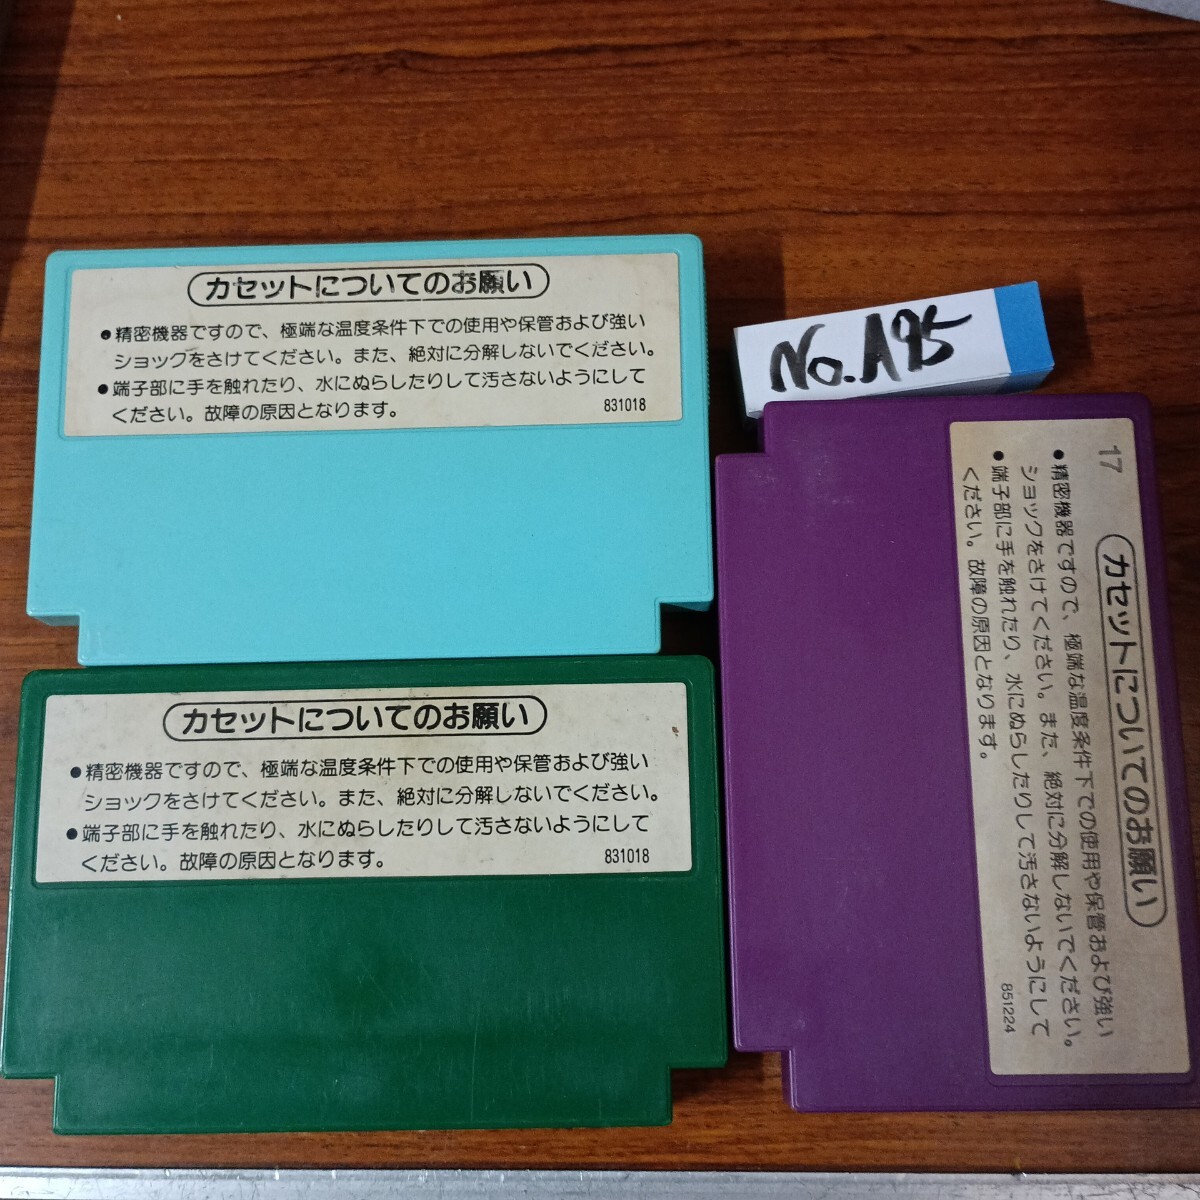 カセットについてのお願い
●精密機器ですので、極端な温度条件下での使用や保管および強い
ショックをさけてください。また、絶対に分解しないでください。
●端子部に手を触れたり、水にぬらしたりして汚さないようにして
ください。故障の原因となります。
831018
No.A95
カセットについてのお願い
●精密機器ですので、極端な温度条件下での使用や保管および強い
ショックをさけてください。また、絶対に分解しないでください。
●端子部に手を触れたり、水にぬらしたりして汚さないようにして
ください。故障の原因となります。
831018
17
カセットについてのお願い
●精密機器ですので、極端な温度条件下での使用や保管および強い
ショックをさけてください。また、絶対に分解しないでください。
●端子部に手を触れたり、水にぬらしたりして汚さないようにして
ください。故障の原因となります。
851224